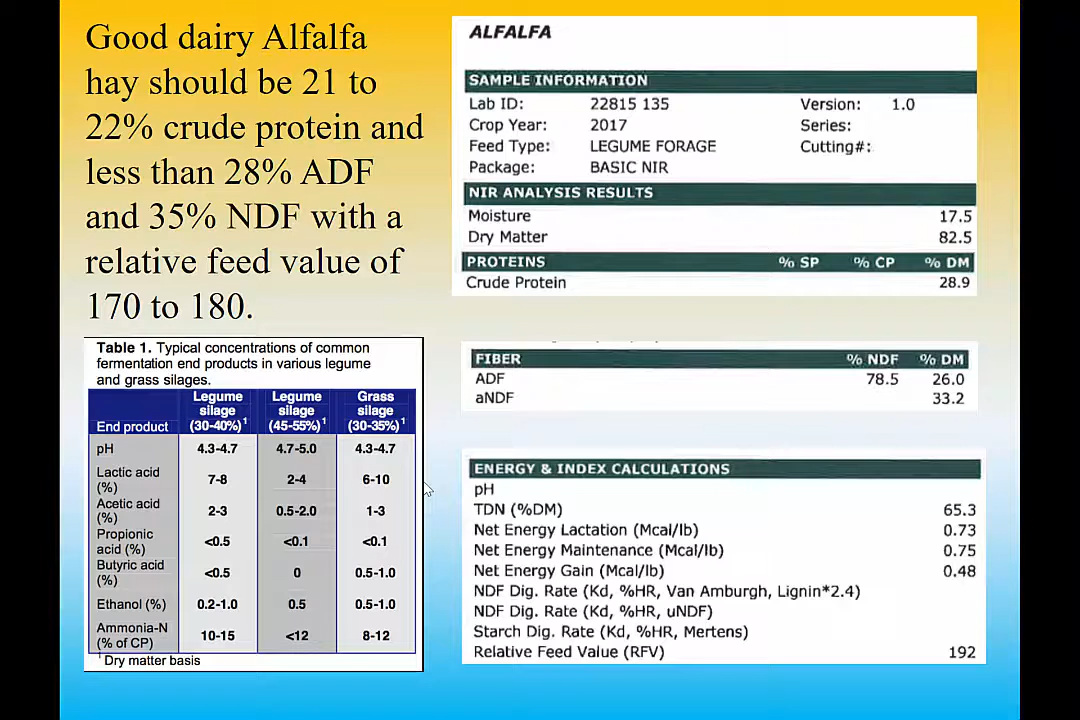 Good dairy Alfalfa
hay should be 21 to
22% crude protein and
less than 28% ADF
and 35% NDF with a
relative feed value of
170 to 180.
Table 1. Typical concentrations of common
fermentation end products in various legume
and grass silages.
End product Legume silage (30-40%)1 Legume silage (45-55%)1 Grass silage (30-35%)1
pH 4.3-4.7 4.7-5.0 4.3-4.7
Lactic acid (%) 7-8 2-4 6-10
Acetic acid (%) 2-3 0.5-2.0 1-3
Propionic acid (%) <0.5 <0.1 <0.1
Butyric acid (%) <0.5 0 0.5-1.0
Ethanol (%) 0.2-1.0 0.5 0.5-1.0
Ammonia-N (% of CP) 10-15 <12 8-12
1 Dry matter basis
ALFALFA
SAMPLE INFORMATION
Lab ID: 22815 135 Version: 1.0
Crop Year: 2017 Series:
Feed Type: LEGUME FORAGE Cutting#:
Package: BASIC NIR
NIR ANALYSIS RESULTS
Moisture 17.5
Dry Matter 82.5
PROTEINS % SP % CP % DM
Crude Protein 28.9
FIBER % NDF % DM
ADF 78.5 26.0
aNDF 33.2
ENERGY & INDEX CALCULATIONS
pH
TDN (%DM) 65.3
Net Energy Lactation (Mcal/lb) 0.73
Net Energy Maintenance (Mcal/lb) 0.75
Net Energy Gain (Mcal/lb) 0.48
NDF Dig. Rate (Kd, %HR, Van Amburgh, Lignin*2.4)
NDF Dig. Rate (Kd, %HR, uNDF)
Starch Dig. Rate (Kd, %HR, Mertens)
Relative Feed Value (RFV) 192